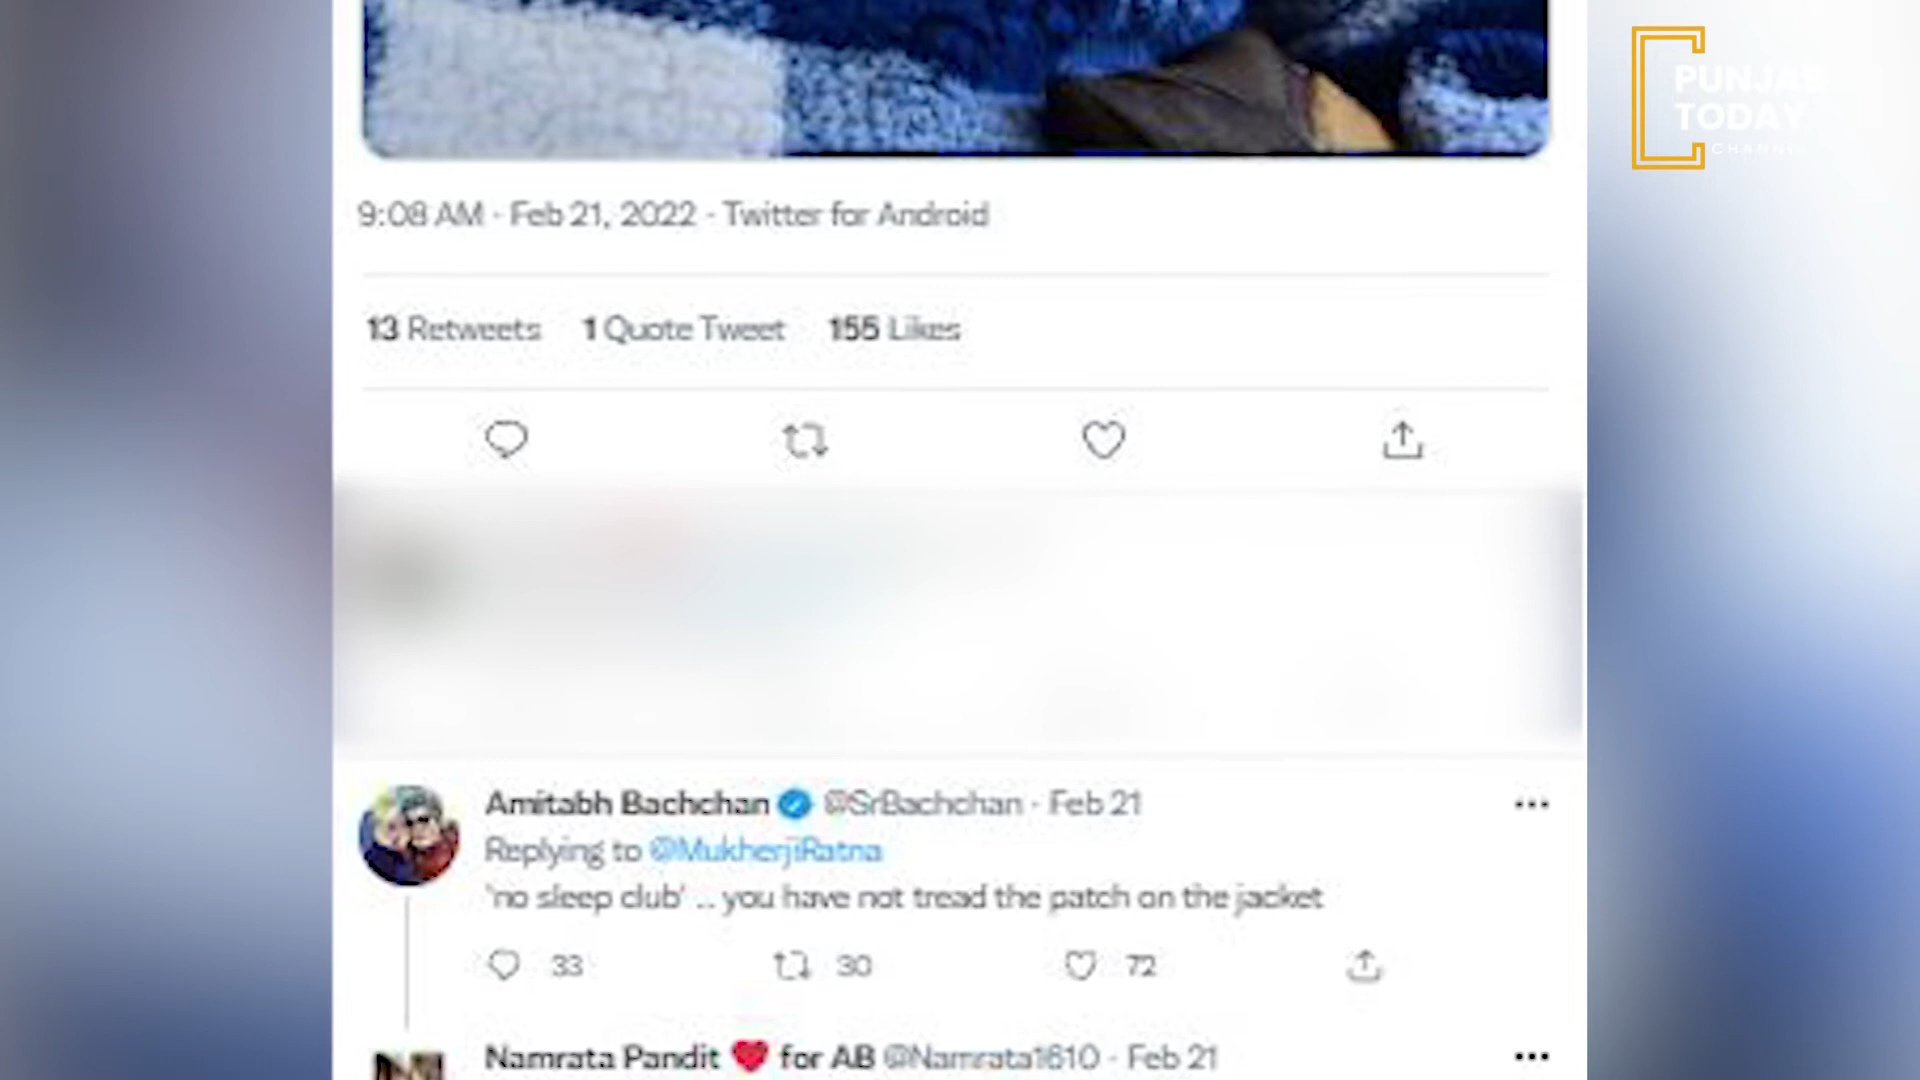 PUNJAB
TODAY
CHANNEL
9:08 AM · Feb 21, 2022 · Twitter for Android
13 Retweets 1 Quote Tweet 155 Likes
Amitabh Bachchan @SrBachchan · Feb 21
Replying to @MukherjiRatna
'no sleep club' .. you have not tread the patch on the jacket
33 30 72
Namrata Pandit ❤️ for AB @Namrata1610 · Feb 21